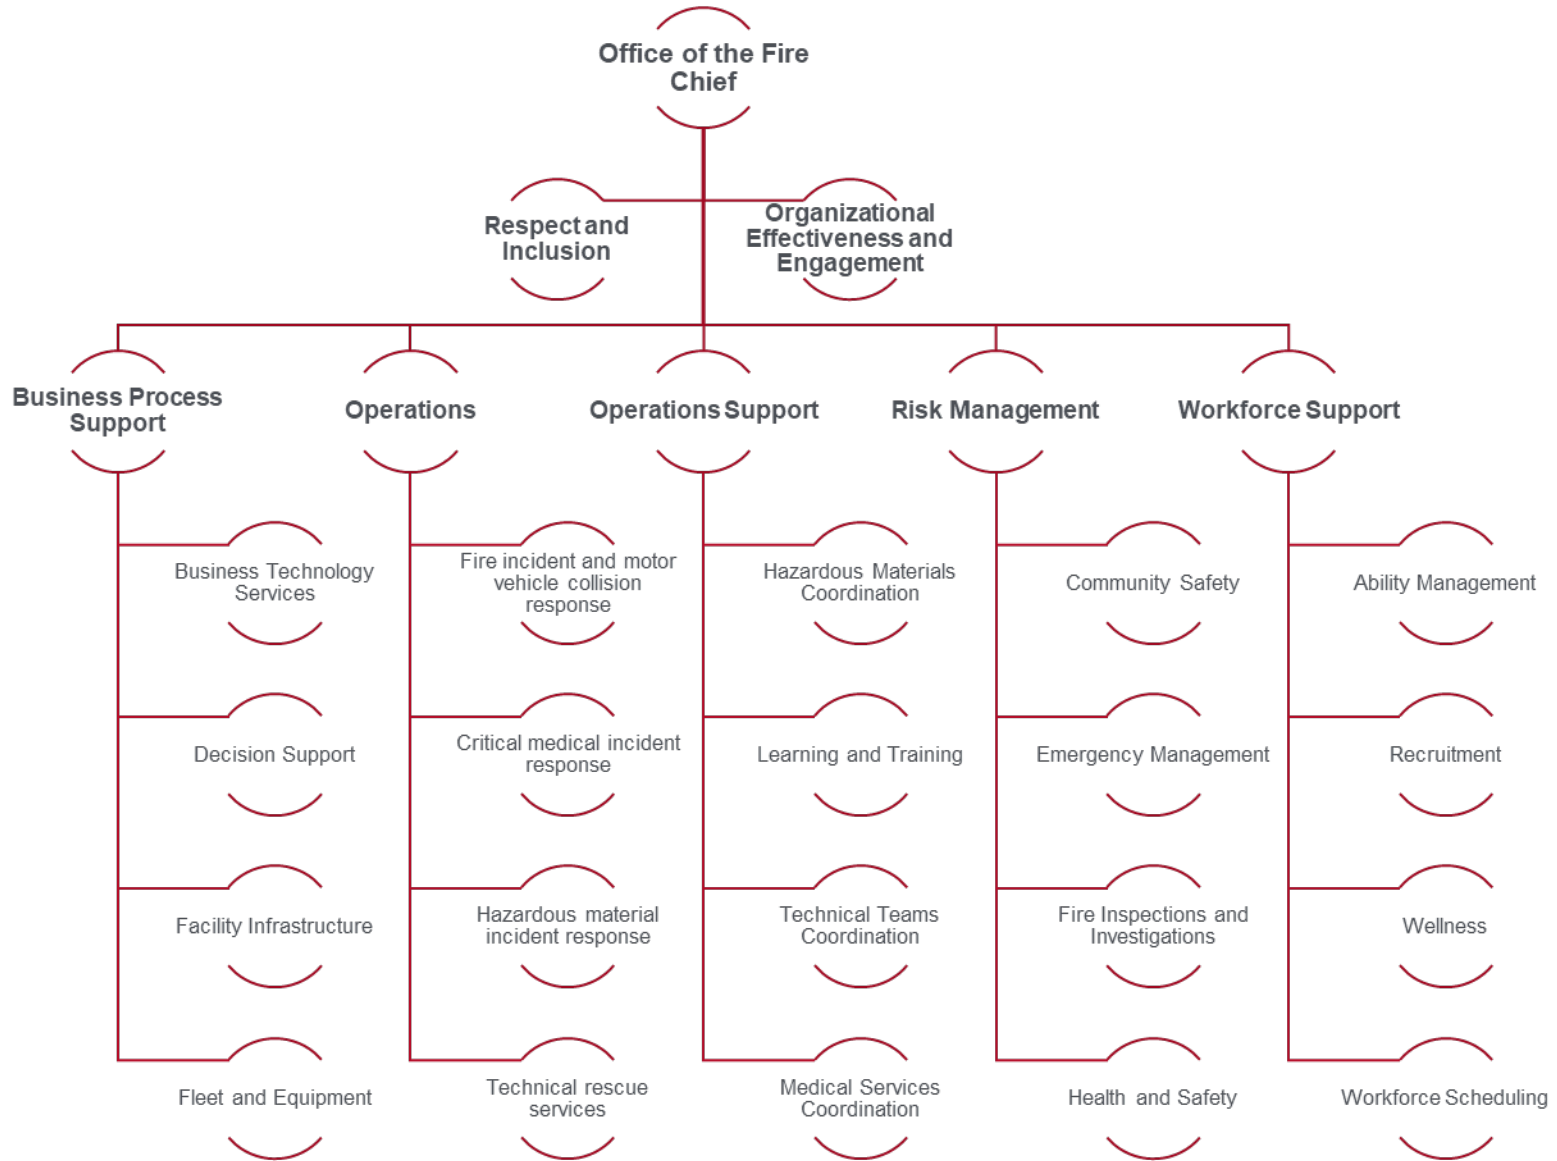 Office of the Fire
Chief
Respect and
Inclusion
Organizational
Effectiveness and
Engagement
Business Process
Support
Operations
Operations Support
Risk Management
Workforce Support
Business Technology
Services
Fire incident and motor
vehicle collision
response
Hazardous Materials
Coordination
Community Safety
Ability Management
Decision Support
Critical medical incident
response
Learning and Training
Emergency Management
Recruitment
Facility Infrastructure
Hazardous material
incident response
Technical Teams
Coordination
Fire Inspections and
Investigations
Wellness
Fleet and Equipment
Technical rescue
services
Medical Services
Coordination
Health and Safety
Workforce Scheduling